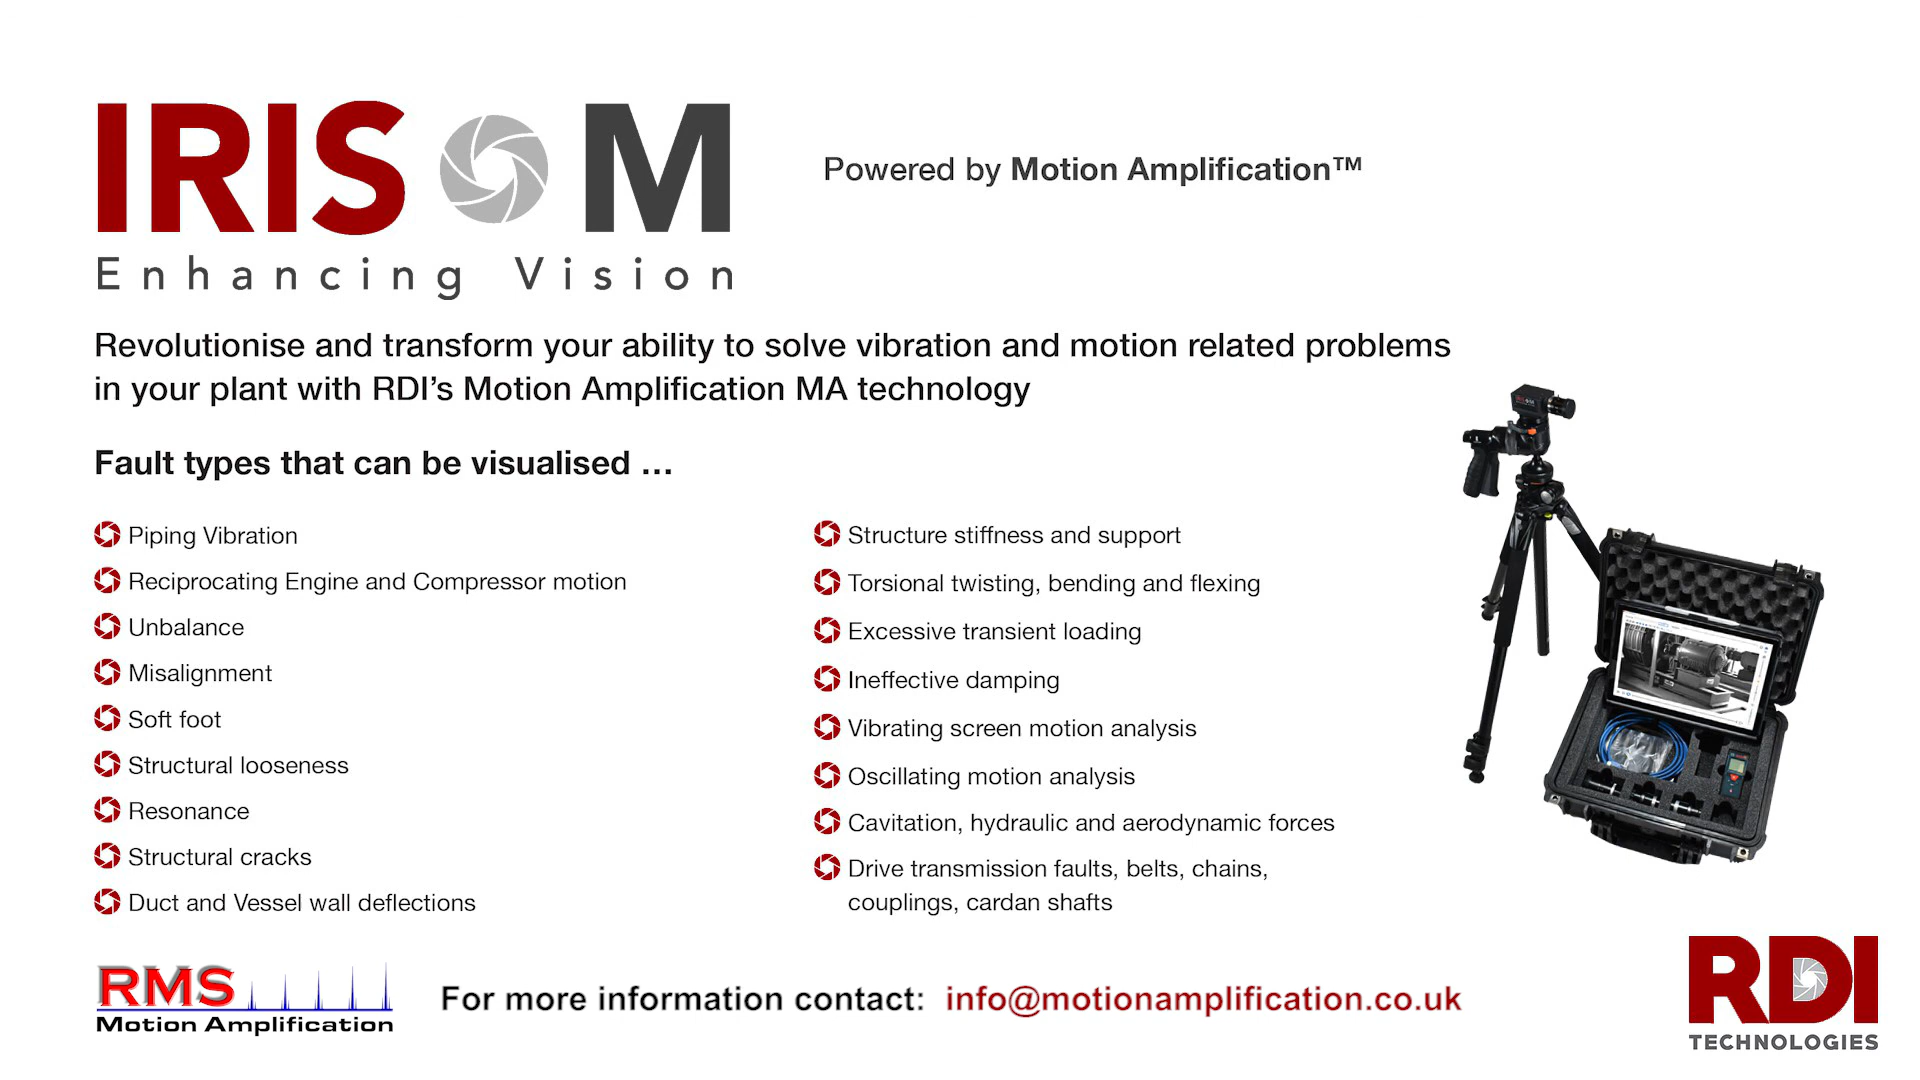 IRIS M
Enhancing Vision
Powered by Motion Amplification™
Revolutionise and transform your ability to solve vibration and motion related problems
in your plant with RDI’s Motion Amplification MA technology
Fault types that can be visualised ...
Piping Vibration
Reciprocating Engine and Compressor motion
Unbalance
Misalignment
Soft foot
Structural looseness
Resonance
Structural cracks
Duct and Vessel wall deflections
Structure stiffness and support
Torsional twisting, bending and flexing
Excessive transient loading
Ineffective damping
Vibrating screen motion analysis
Oscillating motion analysis
Cavitation, hydraulic and aerodynamic forces
Drive transmission faults, belts, chains,
couplings, cardan shafts
RMS
Motion Amplification
For more information contact: info@motionamplification.co.uk
RDI
TECHNOLOGIES